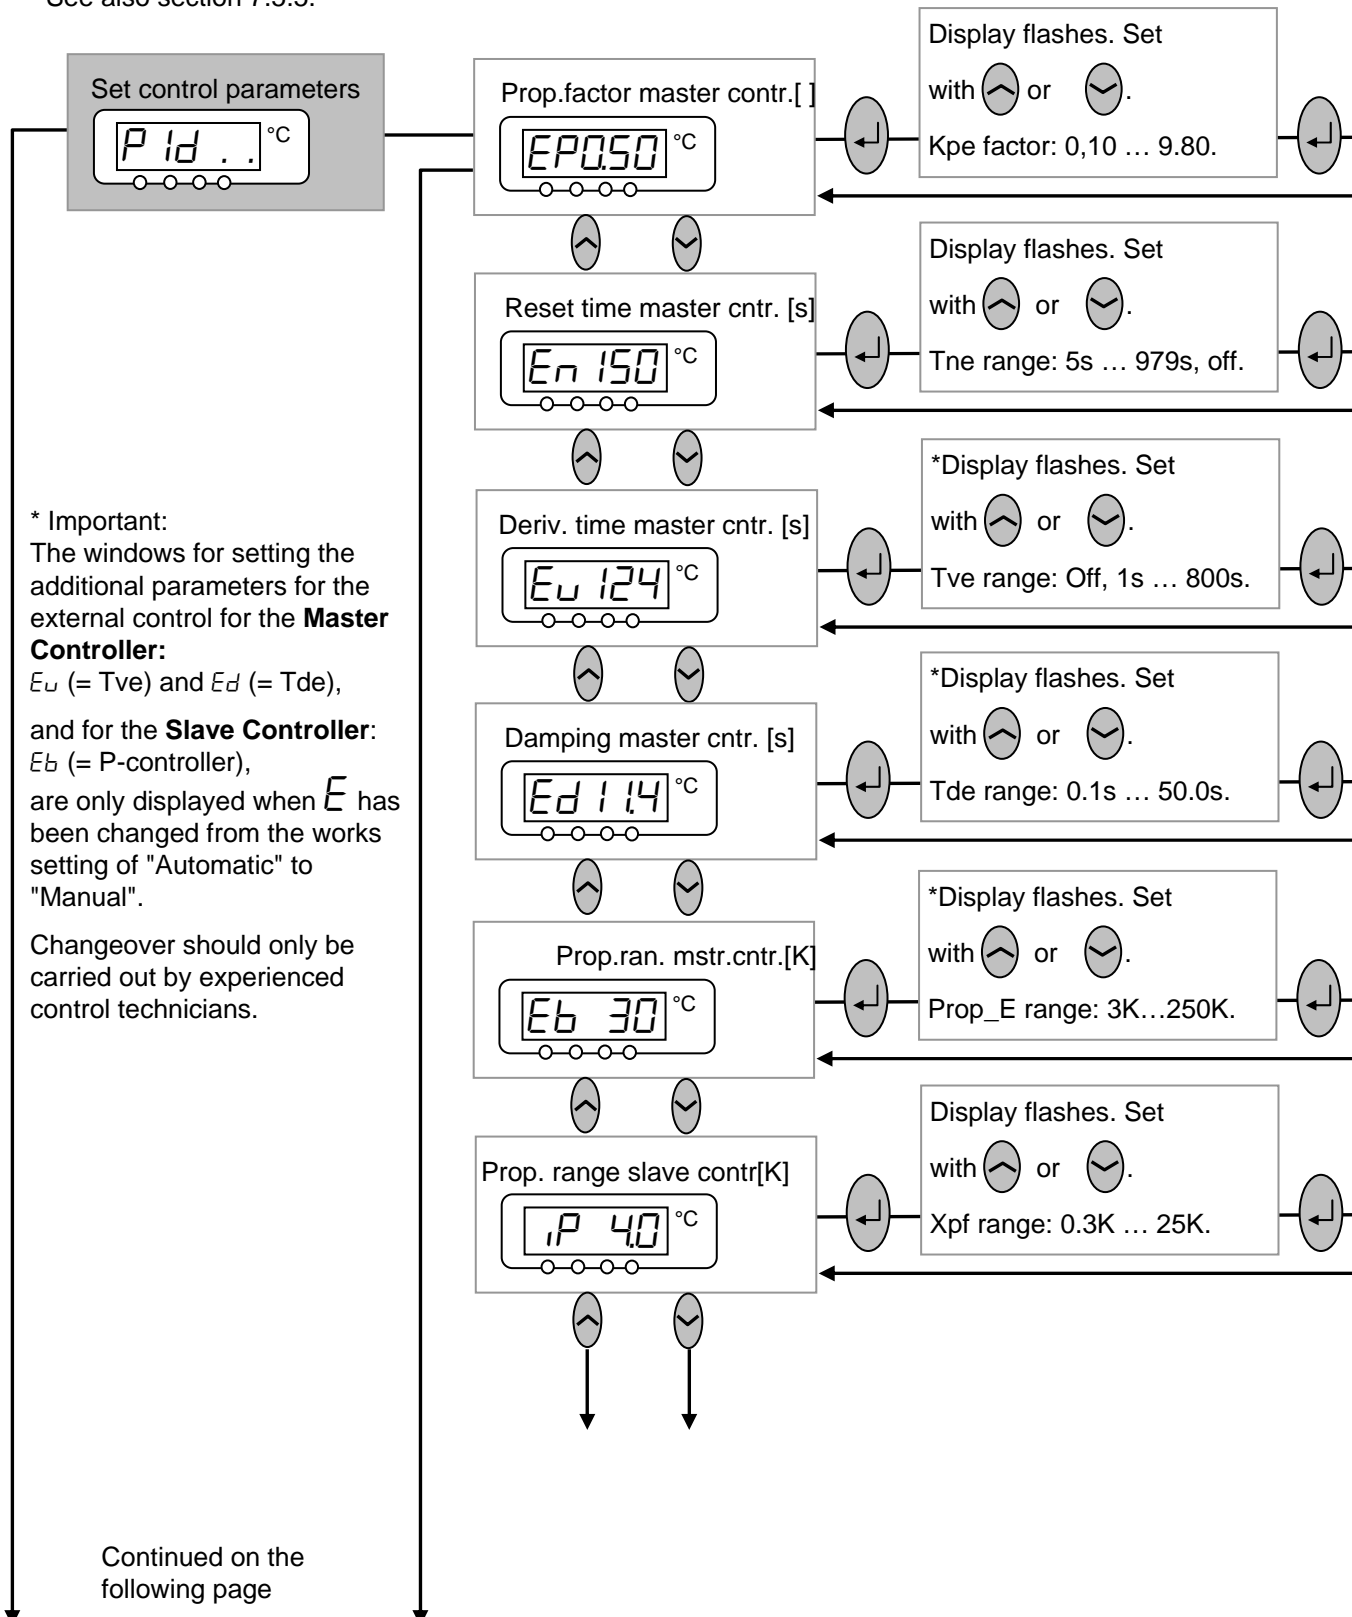 See also section 7.3.3.
Set control parameters
PId . .
°C
Prop.factor master contr.[ ]
EP0.50
°C
Display flashes. Set
with or .
Kpe factor: 0,10 … 9.80.
Reset time master cntr. [s]
En 150
°C
Display flashes. Set
with or .
Tne range: 5s … 979s, off.
Deriv. time master cntr. [s]
Eu 124
°C
*Display flashes. Set
with or .
Tve range: Off, 1s … 800s.
Damping master cntr. [s]
Ed 11.4
°C
*Display flashes. Set
with or .
Tde range: 0.1s … 50.0s.
Prop.ran. mstr.cntr.[K]
Eb 30
°C
*Display flashes. Set
with or .
Prop_E range: 3K…250K.
Prop. range slave contr[K]
iP 4.0
°C
Display flashes. Set
with or .
Xpf range: 0.3K … 25K.
* Important:
The windows for setting the
additional parameters for the
external control for the Master
Controller:
Eu (= Tve) and Ed (= Tde),
and for the Slave Controller:
Eb (= P-controller),
are only displayed when E has
been changed from the works
setting of "Automatic" to
"Manual".
Changeover should only be
carried out by experienced
control technicians.
Continued on the
following page